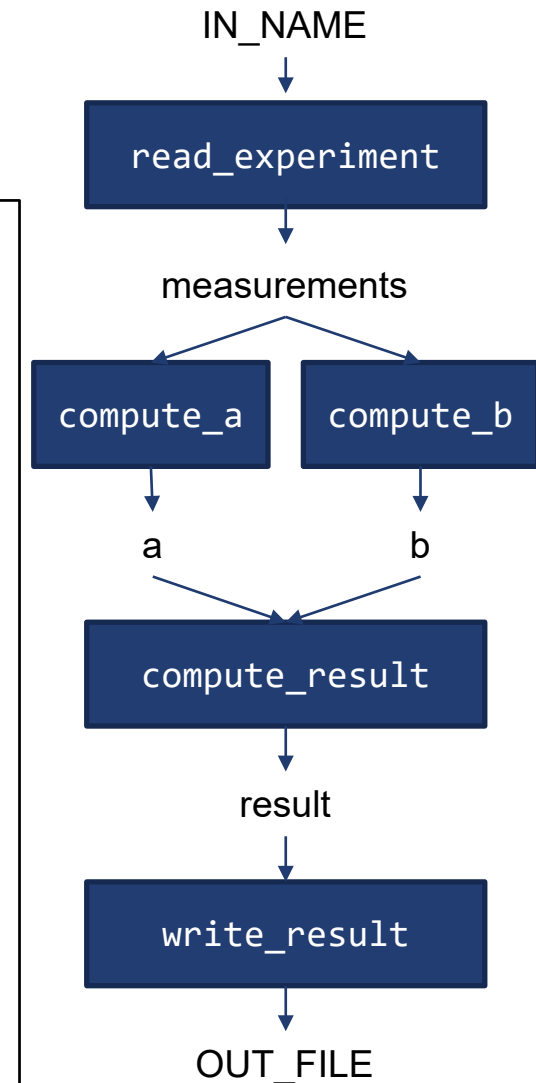 IN_NAME
read_experiment
measurements
compute_a compute_b
a b
compute_result
result
write_result
OUT_FILE